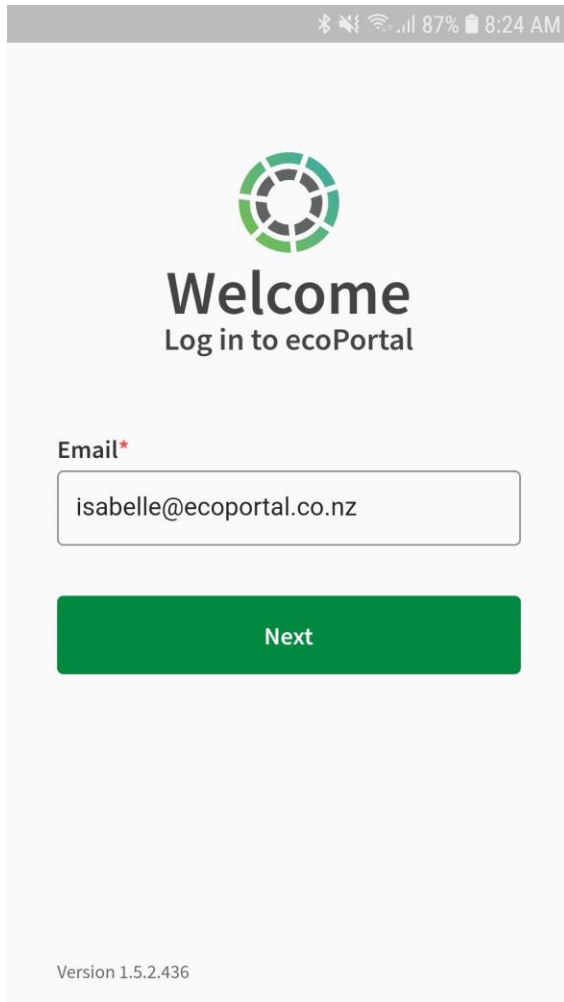 87% 8:24 AM
Welcome
Log in to ecoPortal
Email*
isabelle@ecoportal.co.nz
Next
Version 1.5.2.436